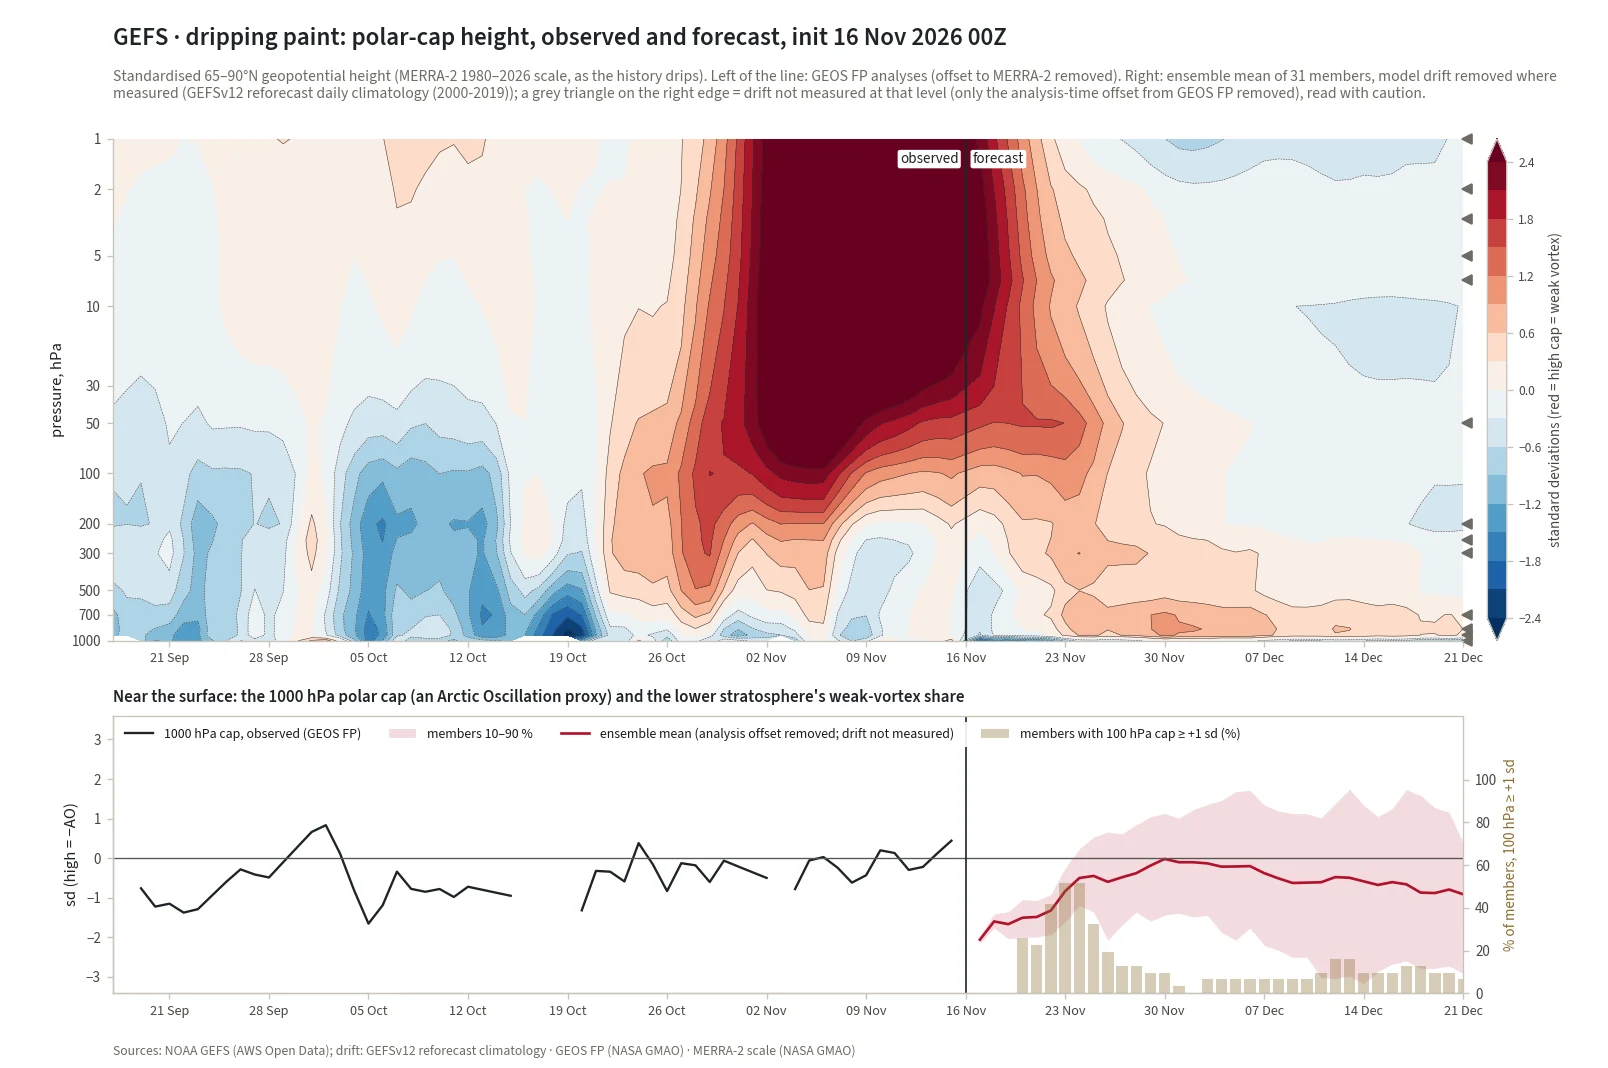 GEFS · dripping paint: polar-cap height, observed and forecast, init 16 Nov 2026 00Z
Standardised 65–90°N geopotential height (MERRA-2 1980–2026 scale, as the history drips). Left of the line: GEOS FP analyses (offset to MERRA-2 removed). Right: ensemble mean of 31 members, model drift removed where
measured (GEFSv12 reforecast daily climatology (2000-2019)); a grey triangle on the right edge = drift not measured at that level (only the analysis-time offset from GEOS FP removed), read with caution.
observed
forecast
pressure, hPa
1
2
5
10
30
50
100
200
300
500
700
1000
21 Sep
28 Sep
05 Oct
12 Oct
19 Oct
26 Oct
02 Nov
09 Nov
16 Nov
23 Nov
30 Nov
07 Dec
14 Dec
21 Dec
2.4
1.8
1.2
0.6
0.0
−0.6
−1.2
−1.8
−2.4
standard deviations (red = high cap = weak vortex)
Near the surface: the 1000 hPa polar cap (an Arctic Oscillation proxy) and the lower stratosphere's weak-vortex share
1000 hPa cap, observed (GEOS FP)
members 10–90 %
ensemble mean (analysis offset removed; drift not measured)
members with 100 hPa cap ≥ +1 sd (%)
sd (high = −AO)
3
2
1
0
−1
−2
−3
100
80
60
40
20
0
% of members, 100 hPa ≥ +1 sd
21 Sep
28 Sep
05 Oct
12 Oct
19 Oct
26 Oct
02 Nov
09 Nov
16 Nov
23 Nov
30 Nov
07 Dec
14 Dec
21 Dec
Sources: NOAA GEFS (AWS Open Data); drift: GEFSv12 reforecast climatology · GEOS FP (NASA GMAO) · MERRA-2 scale (NASA GMAO)